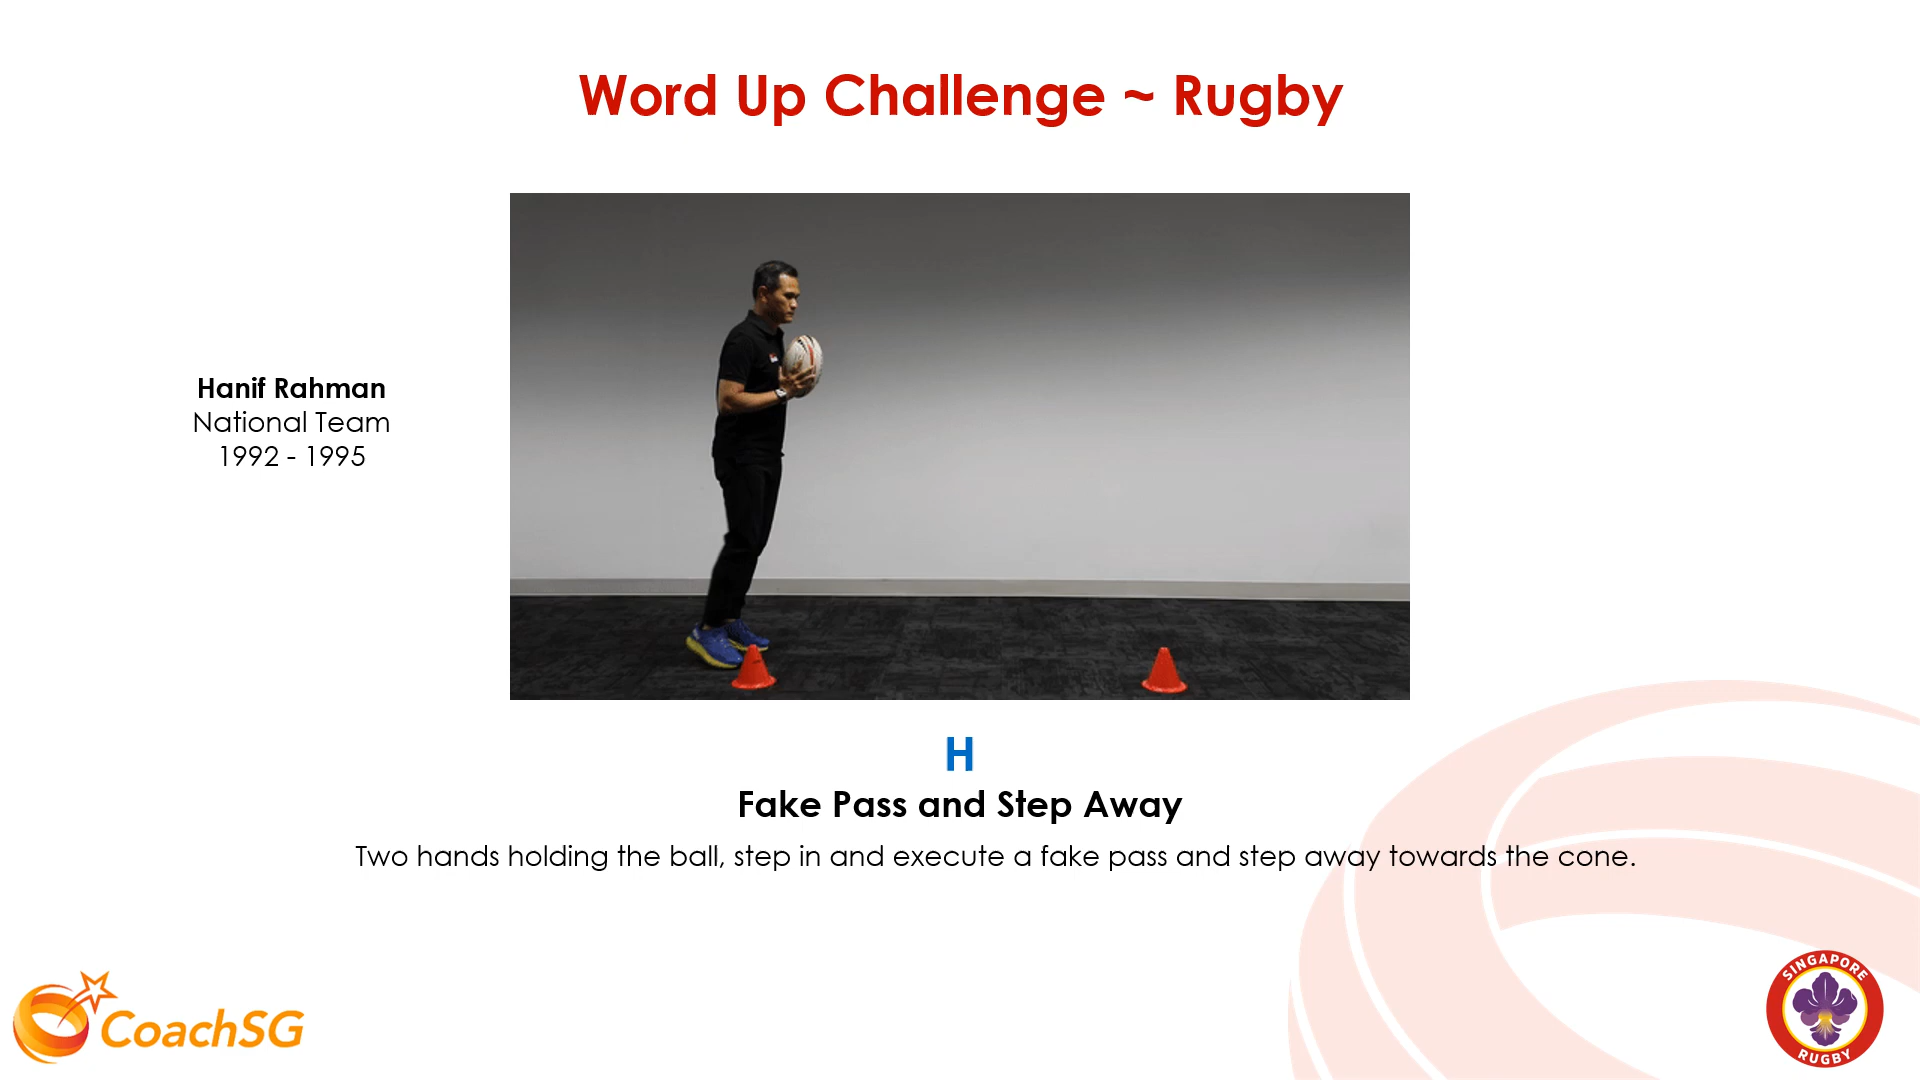 Word Up Challenge ~ Rugby
Hanif Rahman
National Team
1992 - 1995
H
Fake Pass and Step Away
Two hands holding the ball, step in and execute a fake pass and step away towards the cone.
CoachSG
SINGAPORE
RUGBY